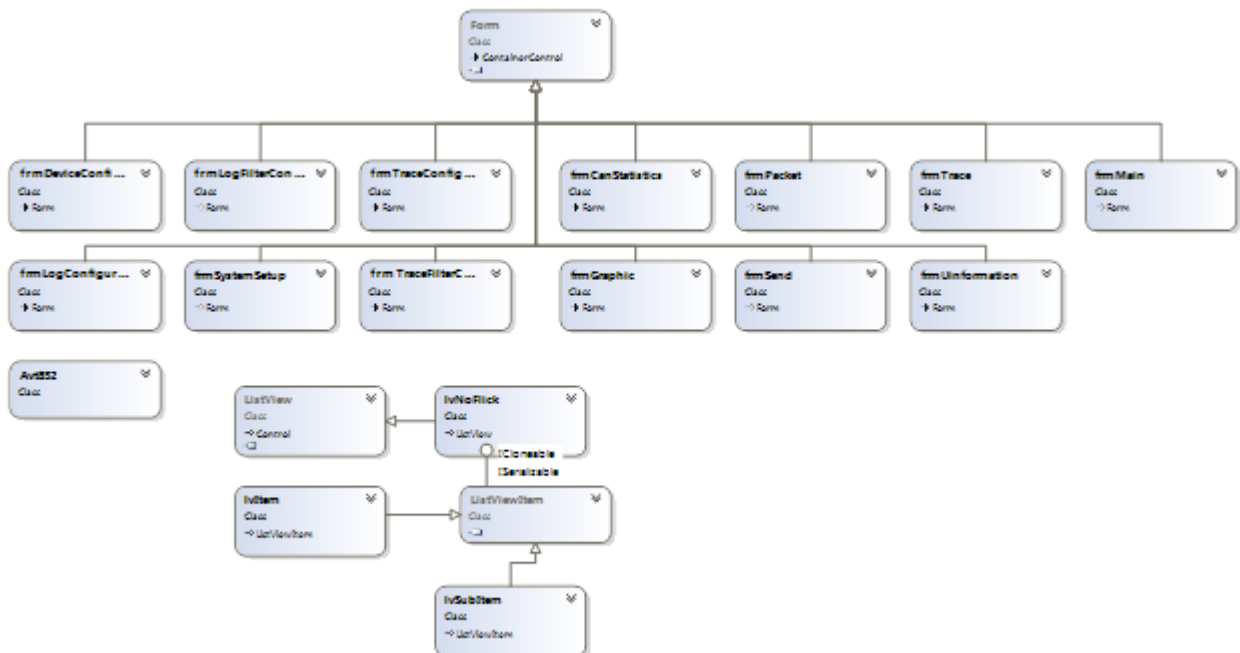 Form
Class
ContainerControl
frmDeviceConfi...
Class
Form
frmLogFilterCon...
Class
Form
frmTraceConfig...
Class
Form
frmCanStatistics
Class
Form
frmPacket
Class
Form
frmTrace
Class
Form
frmMain
Class
Form
frmLogConfigur...
Class
Form
frmSystemSetup
Class
Form
frmTraceFilterC...
Class
Form
frmGraphic
Class
Form
frmSend
Class
Form
frmUinformation
Class
Form
Avt852
Class
ListView
Class
Control
lvNoFlick
Class
ListView
ICloneable
ISerializable
lvItem
Class
ListViewItem
ListViewItem
Class
lvSubItem
Class
ListViewItem